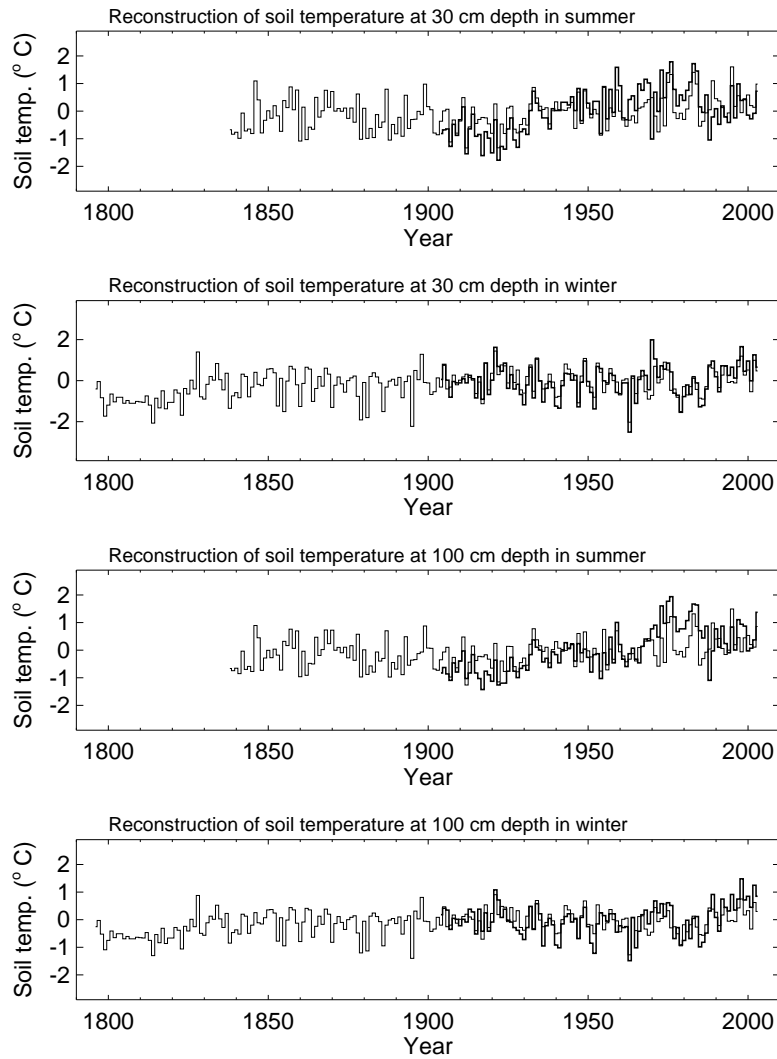 Reconstruction of soil temperature at 30 cm depth in summer
Soil temp. (° C)
2
1
0
-1
-2
1800 1850 1900 1950 2000
Year
Reconstruction of soil temperature at 30 cm depth in winter
Soil temp. (° C)
2
0
-2
1800 1850 1900 1950 2000
Year
Reconstruction of soil temperature at 100 cm depth in summer
Soil temp. (° C)
2
1
0
-1
-2
1800 1850 1900 1950 2000
Year
Reconstruction of soil temperature at 100 cm depth in winter
Soil temp. (° C)
2
1
0
-1
-2
1800 1850 1900 1950 2000
Year